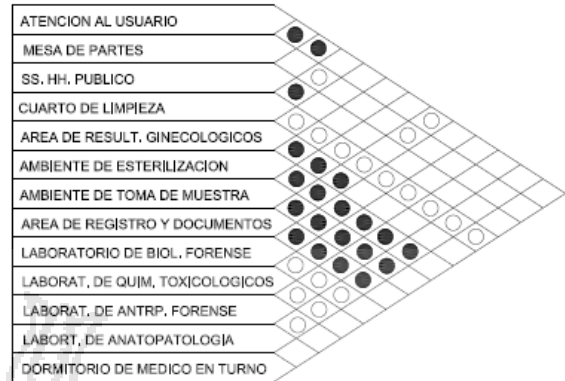 ATENCION AL USUARIO
MESA DE PARTES
SS. HH. PUBLICO
CUARTO DE LIMPIEZA
AREA DE RESULT. GINECOLOGICOS
AMBIENTE DE ESTERILIZACION
AMBIENTE DE TOMA DE MUESTRA
AREA DE REGISTRO Y DOCUMENTOS
LABORATORIO DE BIOL. FORENSE
LABORAT. DE QUIM. TOXICOLOGICOS
LABORAT. DE ANTRP. FORENSE
LABORT. DE ANATOPATOLOGIA
DORMITORIO DE MEDICO EN TURNO